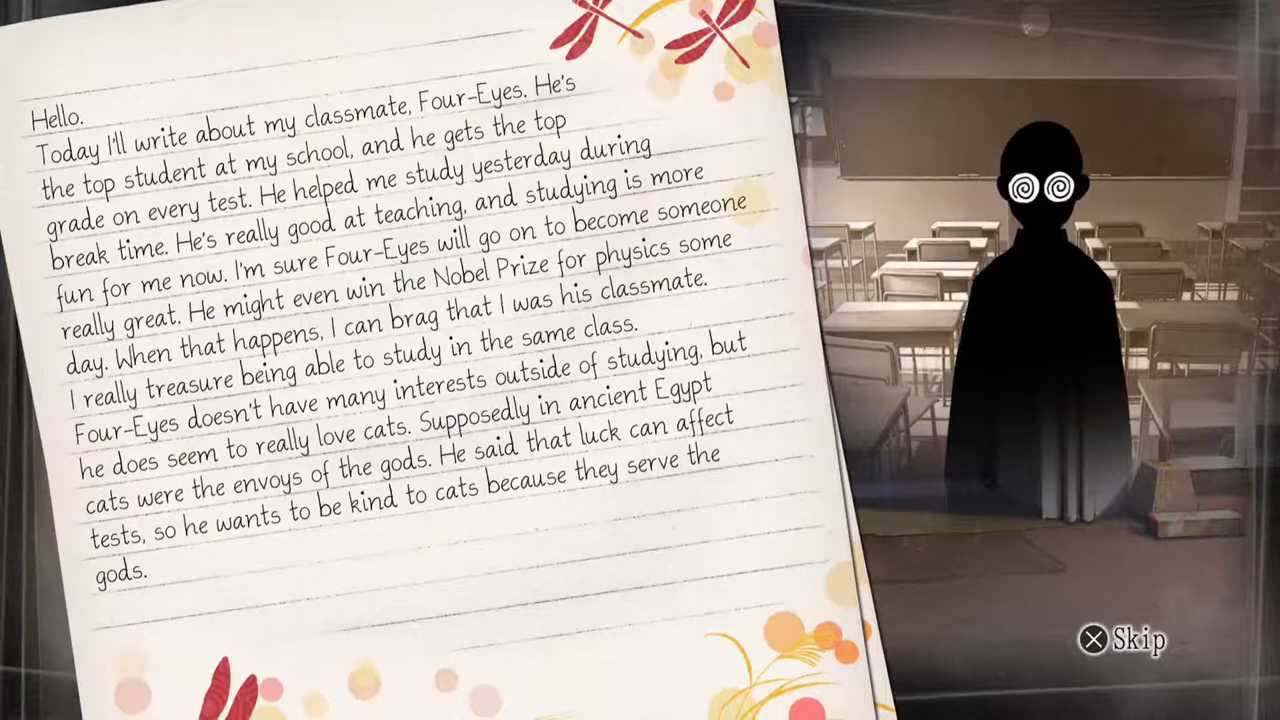 Hello.
Today I'll write about my classmate, Four-Eyes. He's
the top student at my school, and he gets the top
grade on every test. He helped me study yesterday during
break time. He's really good at teaching, and studying is more
fun for me now. I'm sure Four-Eyes will go on to become someone
really great. He might even win the Nobel Prize for physics some
day. When that happens, I can brag that I was his classmate.
I really treasure being able to study in the same class.
Four-Eyes doesn't have many interests outside of studying, but
he does seem to really love cats. Supposedly in ancient Egypt
cats were the envoys of the gods. He said that luck can affect
tests, so he wants to be kind to cats because they serve the
gods.
Skip